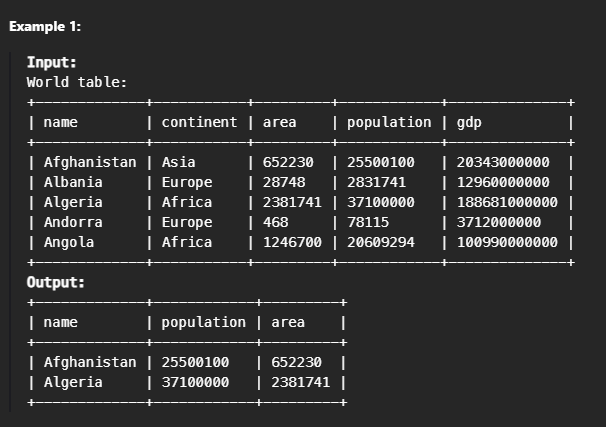 Example 1:
Input:
World table:
+-------------+-----------+---------+------------+--------------+
| name        | continent | area    | population | gdp          |
+-------------+-----------+---------+------------+--------------+
| Afghanistan | Asia      | 652230  | 25500100   | 20343000000  |
| Albania     | Europe    | 28748   | 2831741    | 12960000000  |
| Algeria     | Africa    | 2381741 | 37100000   | 188681000000 |
| Andorra     | Europe    | 468     | 78115      | 3712000000   |
| Angola      | Africa    | 1246700 | 20609294   | 100990000000 |
+-------------+-----------+---------+------------+--------------+
Output:
+-------------+------------+---------+
| name        | population | area    |
+-------------+------------+---------+
| Afghanistan | 25500100   | 652230  |
| Algeria     | 37100000   | 2381741 |
+-------------+------------+---------+